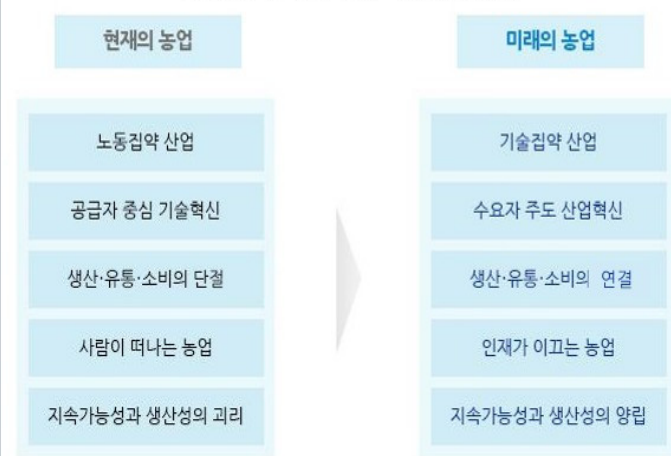 현재의 농업
노동집약 산업
공급자 중심 기술혁신
생산·유통·소비의 단절
사람이 떠나는 농업
지속가능성과 생산성의 괴리
미래의 농업
기술집약 산업
수요자 주도 산업혁신
생산·유통·소비의 연결
인재가 이끄는 농업
지속가능성과 생산성의 양립